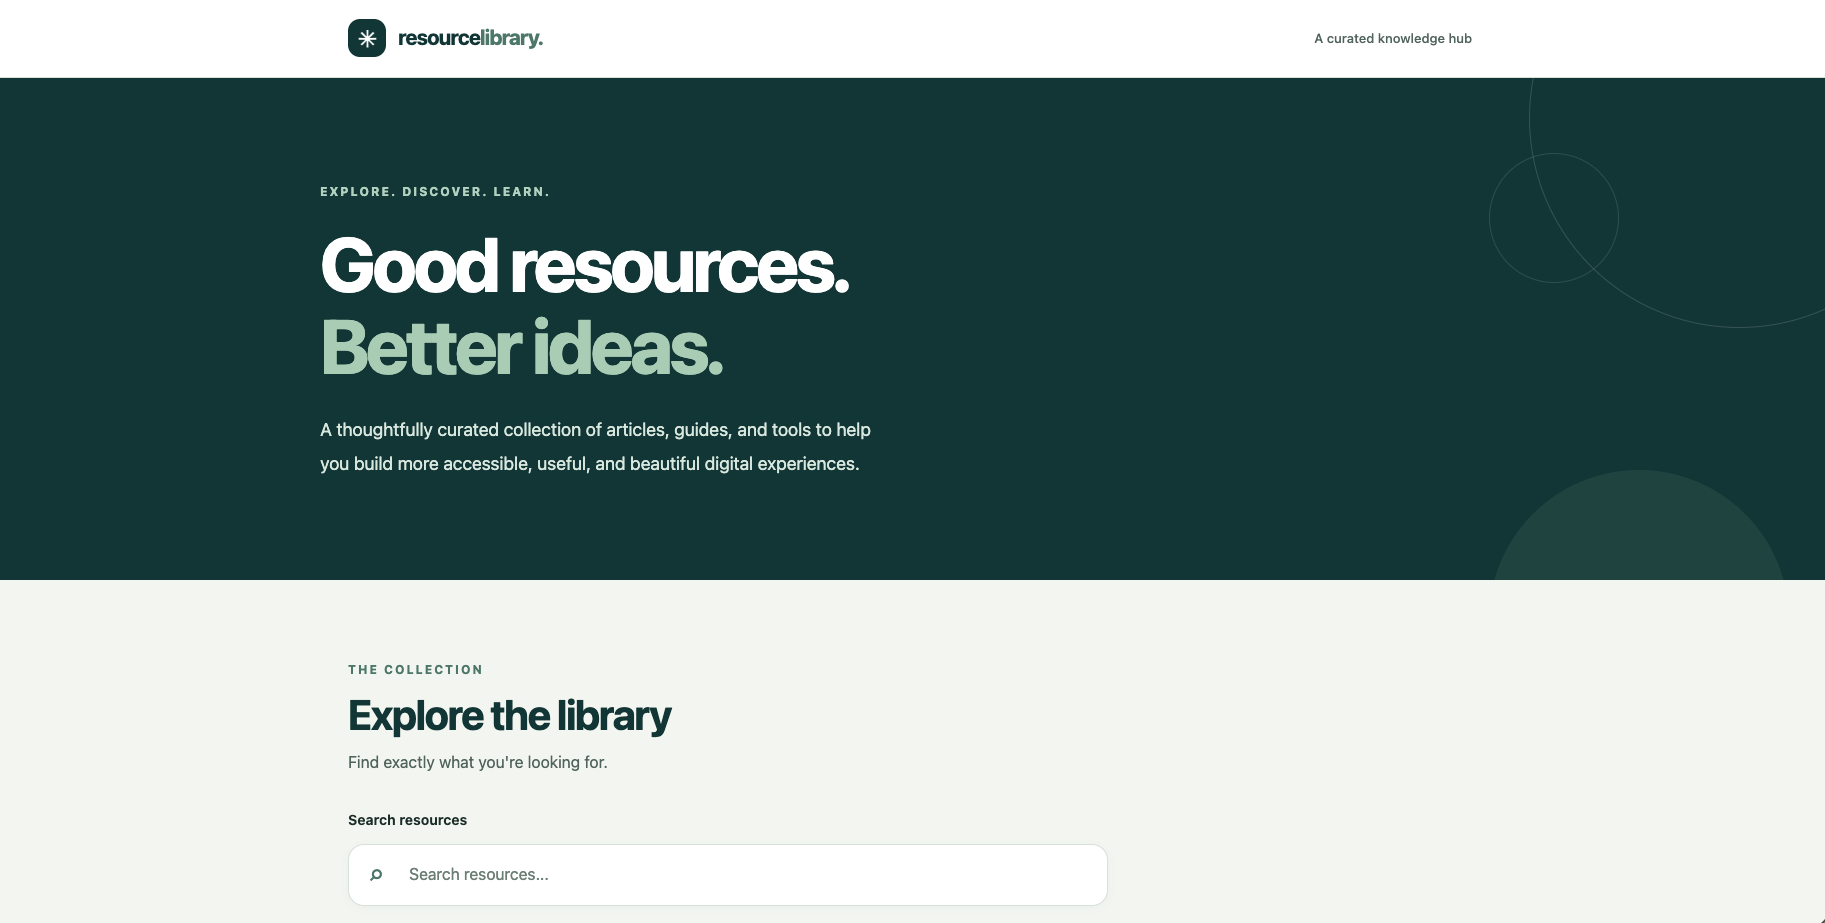 resourcelibrary.
A curated knowledge hub
EXPLORE. DISCOVER. LEARN.
Good resources.
Better ideas.
A thoughtfully curated collection of articles, guides, and tools to help
you build more accessible, useful, and beautiful digital experiences.
THE COLLECTION
Explore the library
Find exactly what you're looking for.
Search resources
Search resources...